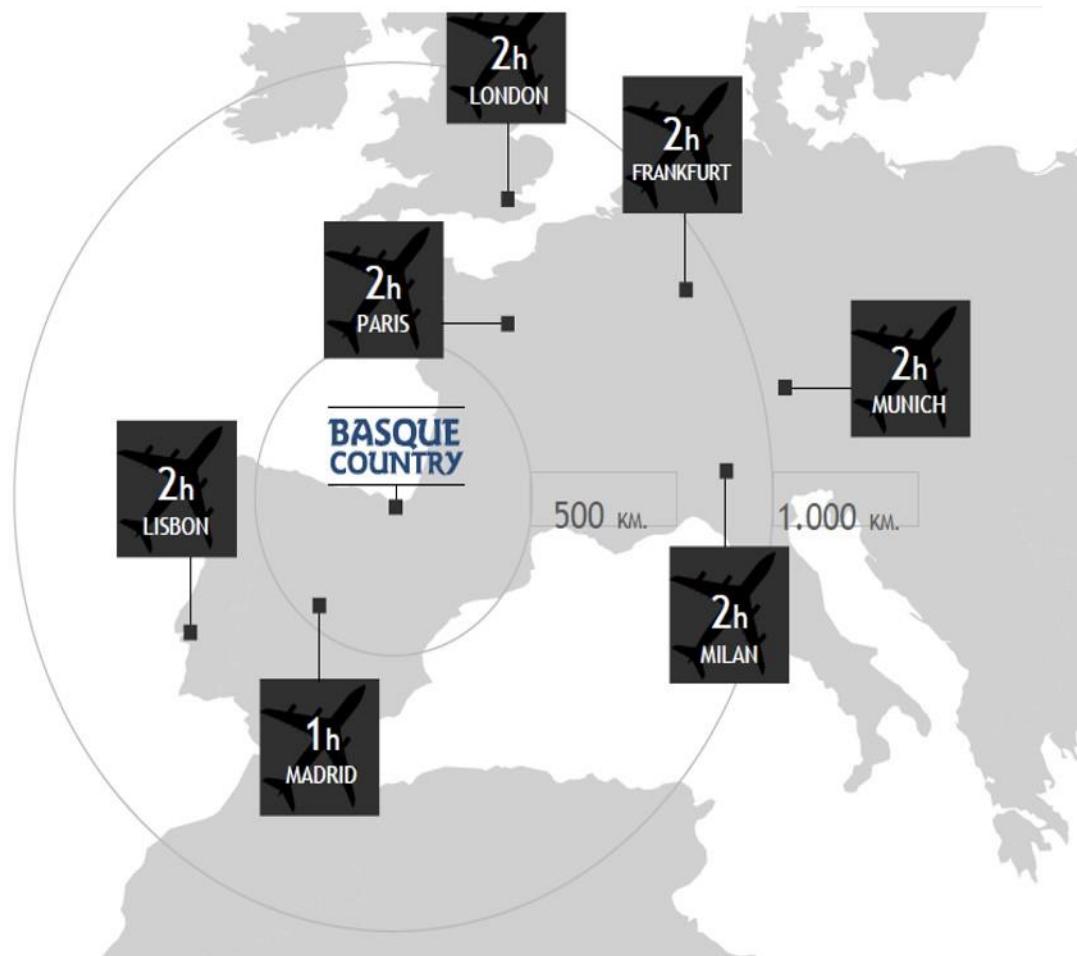 2h
LONDON
2h
FRANKFURT
2h
PARIS
2h
MUNICH
BASQUE
COUNTRY
2h
LISBON
500 KM.
1.000 KM.
2h
MILAN
1h
MADRID